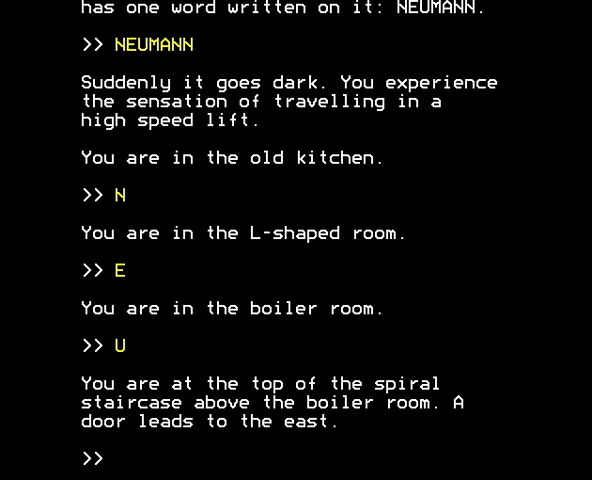 has one word written on it: NEUMANN.
>> NEUMANN
Suddenly it goes dark. You experience
the sensation of travelling in a
high speed lift.
You are in the old kitchen.
>> N
You are in the L-shaped room.
>> E
You are in the boiler room.
>> U
You are at the top of the spiral
staircase above the boiler room. A
door leads to the east.
>>